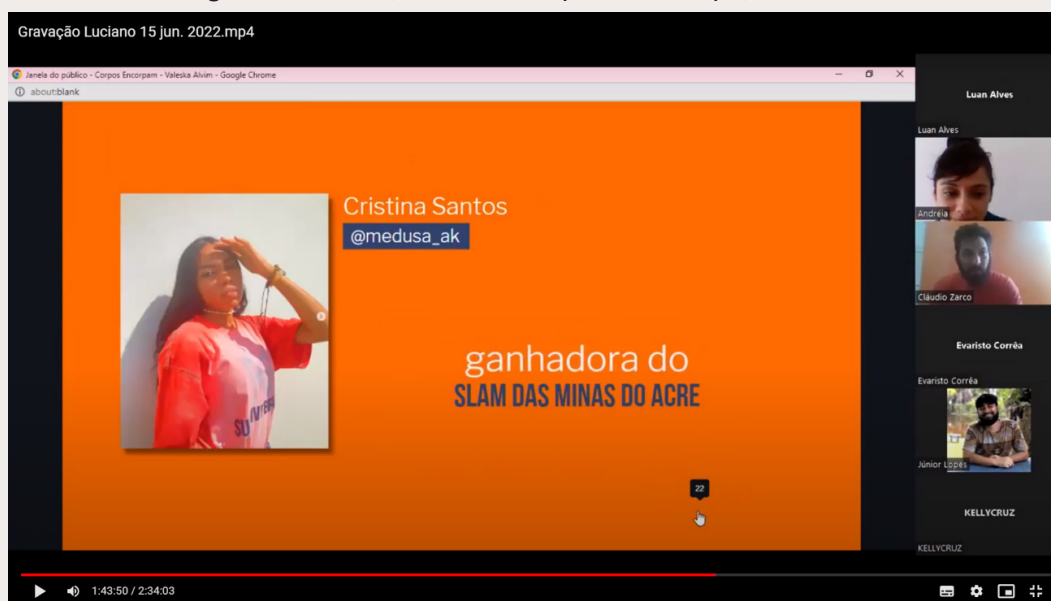 Gravação Luciano 15 jun. 2022.mp4
Janela do público - Corpos Encorpam - Valeska Alvim - Google Chrome
about:blank
Cristina Santos
@medusa_ak
ganhadora do
SLAM DAS MINAS DO ACRE
22
Luan Alves
Luan Alves
Andreia
Cláudio Zarco
Evaristo Corrêa
Evaristo Corrêa
Júnior Lopes
KELLYCRUZ
KELLYCRUZ
1:43:50 / 2:34:03